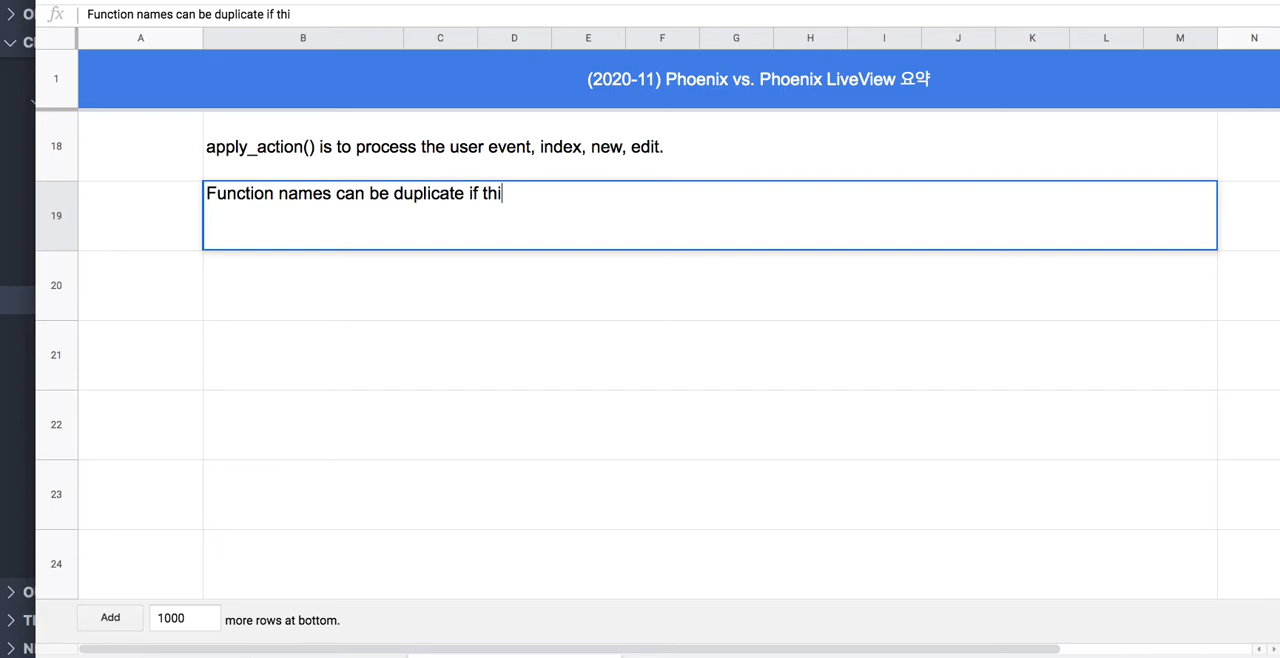 fx Function names can be duplicate if thi
A B C D E F G H I J K L M N
1 (2020-11) Phoenix vs. Phoenix LiveView 요약
18 apply_action() is to process the user event, index, new, edit.
19 Function names can be duplicate if thi
20
21
22
23
24
Add 1000 more rows at bottom.